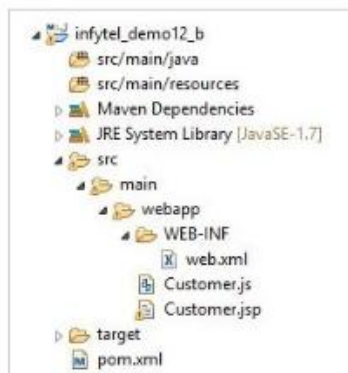 infytel_demo12_b
src/main/java
src/main/resources
Maven Dependencies
JRE System Library [JavaSE-1.7]
src
main
webapp
WEB-INF
web.xml
Customer.js
Customer.jsp
target
pom.xml